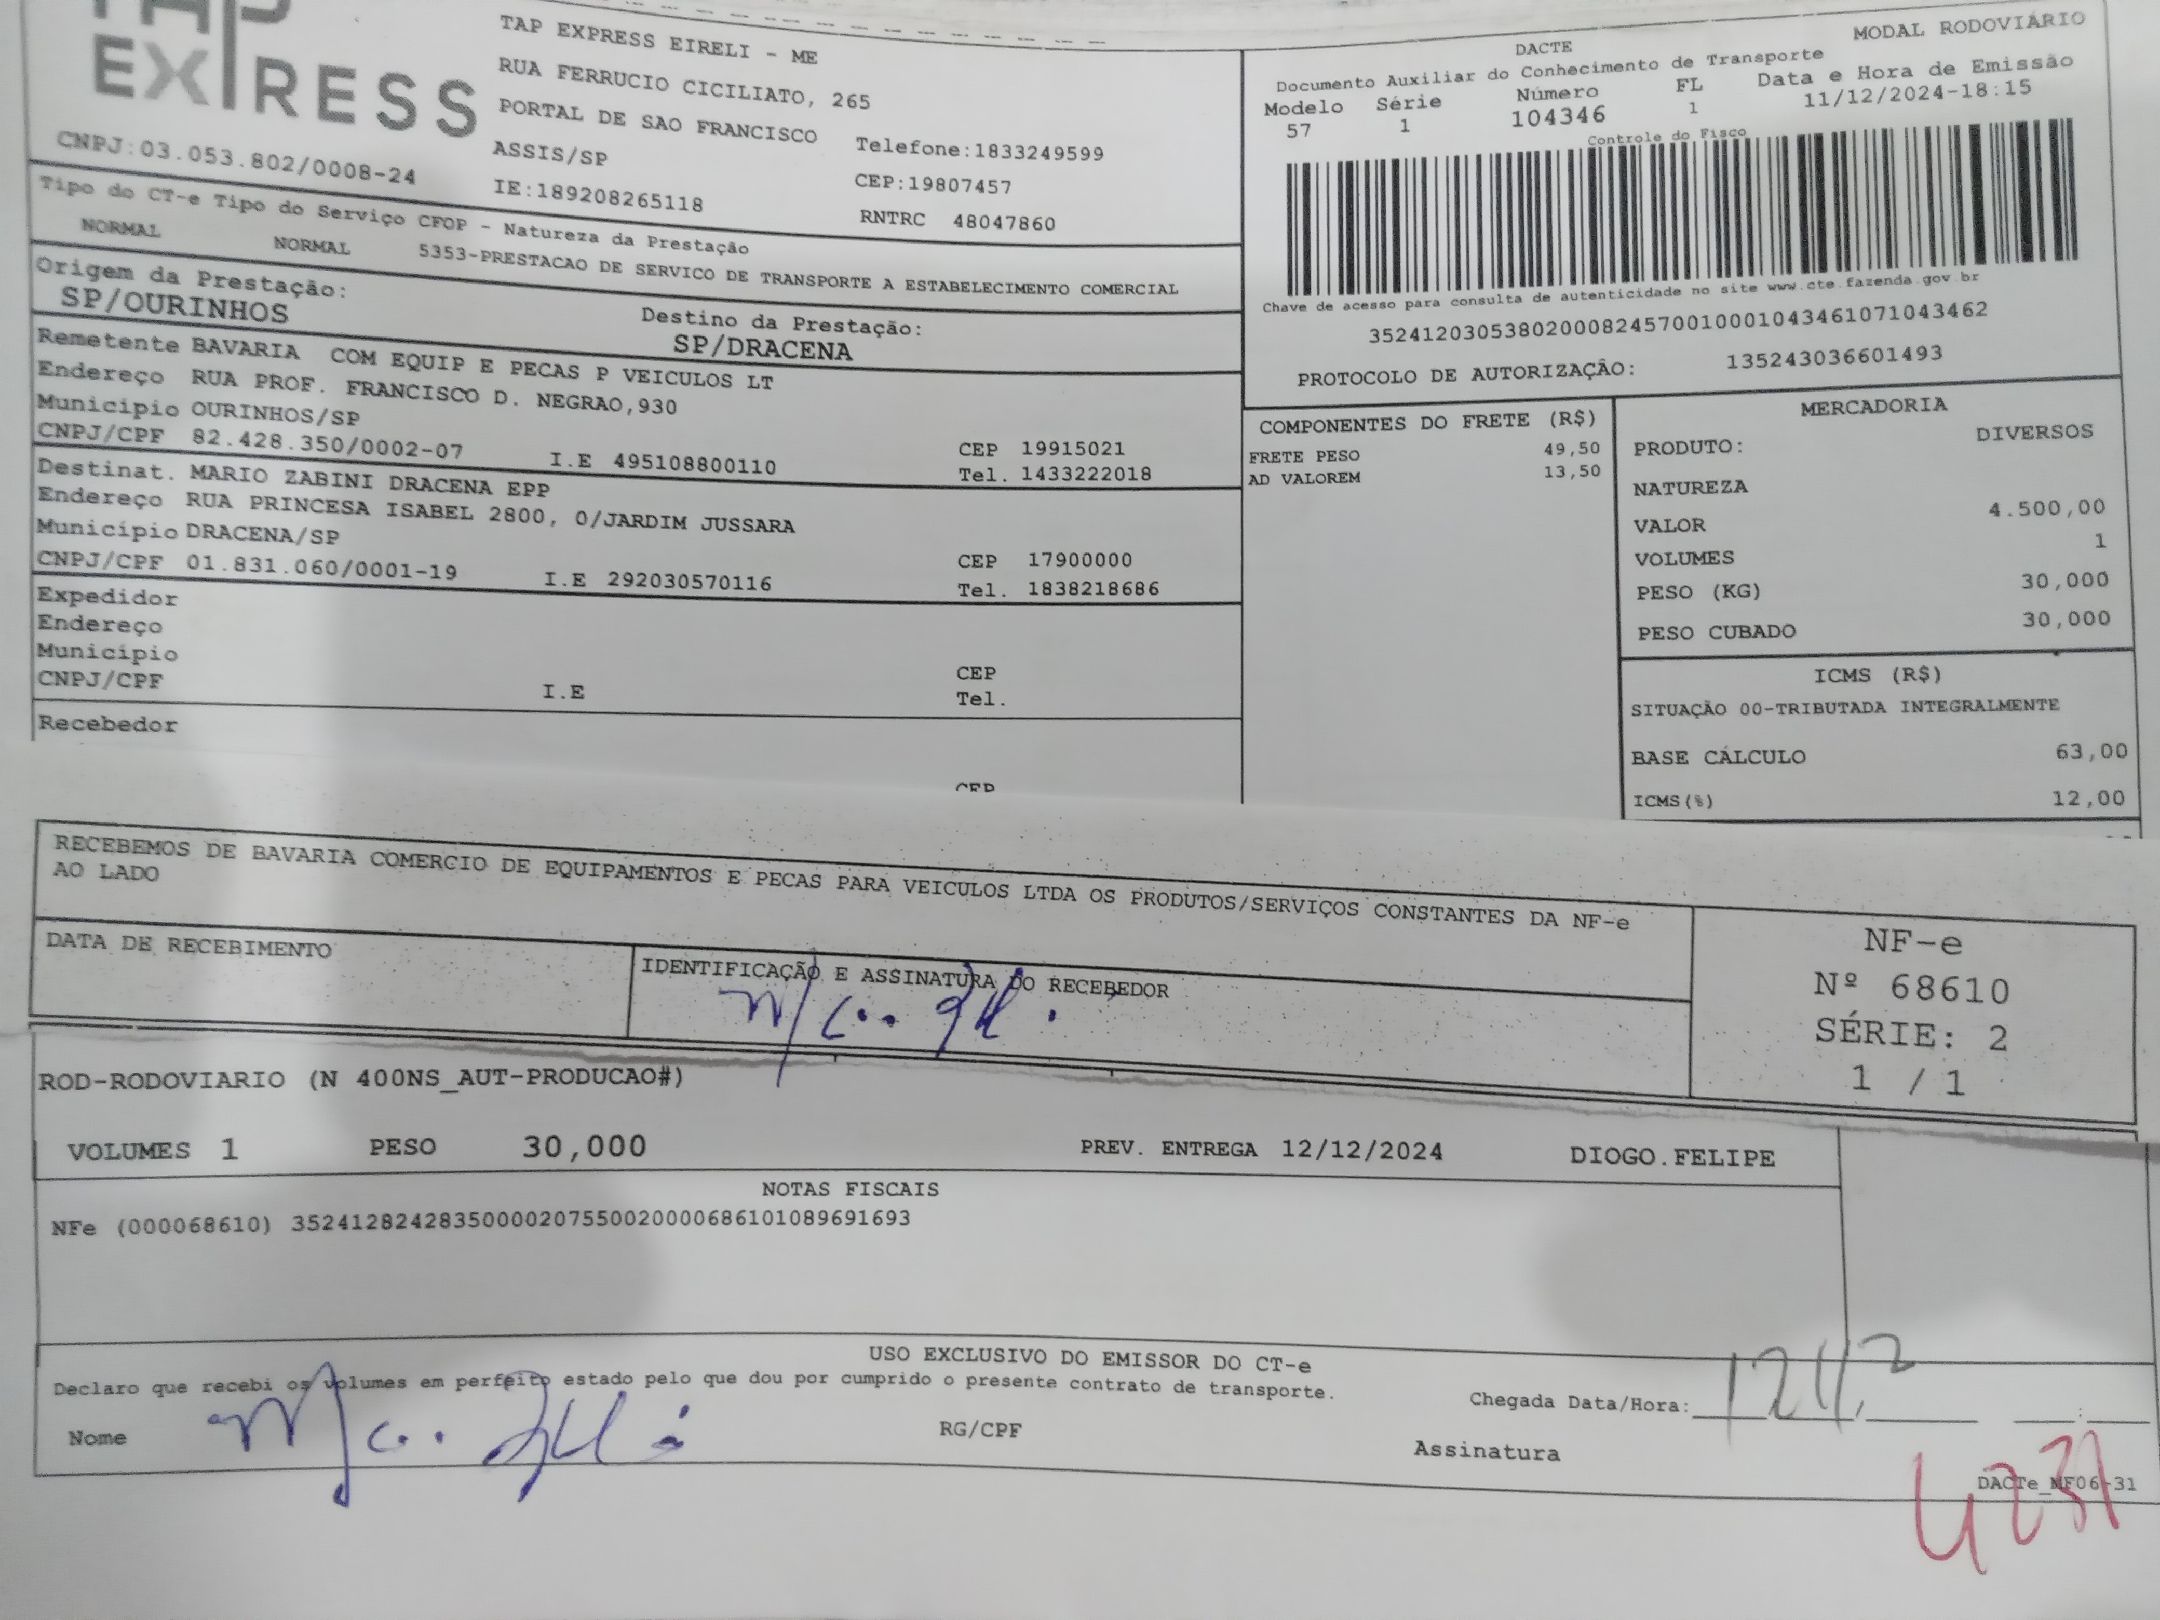 TAP
EXPRESS
CNPJ:03.053.802/0008-24
TAP EXPRESS EIRELI - ME
RUA FERRUCIO CICILIATO, 265
PORTAL DE SAO FRANCISCO
ASSIS/SP
IE:189208265118
Telefone:1833249599
CEP:19807457
RNTRC 48047860
MODAL RODOVIÁRIO
DACTE
Documento Auxiliar do Conhecimento de Transporte
Modelo Série Número FL Data e Hora de Emissão
57 1 104346 1 11/12/2024-18:15
Controle do Fisco
Chave de acesso para consulta de autenticidade no site www.cte.fazenda.gov.br
35241203053802000824570010001043461071043462
PROTOCOLO DE AUTORIZAÇÃO: 135243036601493
Tipo do CT-e Tipo do Serviço CFOP - Natureza da Prestação
NORMAL NORMAL 5353-PRESTACAO DE SERVICO DE TRANSPORTE A ESTABELECIMENTO COMERCIAL
Origem da Prestação: Destino da Prestação:
SP/OURINHOS SP/DRACENA
Remetente BAVARIA COM EQUIP E PECAS P VEICULOS LT
Endereço RUA PROF. FRANCISCO D. NEGRAO,930
Município OURINHOS/SP CEP 19915021
CNPJ/CPF 82.428.350/0002-07 I.E 495108800110 Tel. 1433222018
Destinat. MARIO ZABINI DRACENA EPP
Endereço RUA PRINCESA ISABEL 2800, 0/JARDIM JUSSARA
Município DRACENA/SP CEP 17900000
CNPJ/CPF 01.831.060/0001-19 I.E 292030570116 Tel. 1838218686
Expedidor
Endereço
Município CEP
CNPJ/CPF I.E Tel.
Recebedor
CEP
COMPONENTES DO FRETE (R$)
FRETE PESO 49,50
AD VALOREM 13,50
MERCADORIA
PRODUTO: DIVERSOS
NATUREZA
VALOR 4.500,00
VOLUMES 1
PESO (KG) 30,000
PESO CUBADO 30,000
ICMS (R$)
SITUAÇÃO 00-TRIBUTADA INTEGRALMENTE
BASE CÁLCULO 63,00
ICMS(%) 12,00
RECEBEMOS DE BAVARIA COMERCIO DE EQUIPAMENTOS E PECAS PARA VEICULOS LTDA OS PRODUTOS/SERVIÇOS CONSTANTES DA NF-e
AO LADO
DATA DE RECEBIMENTO
IDENTIFICAÇÃO E ASSINATURA DO RECEBEDOR
NF-e
Nº 68610
SÉRIE: 2
1 / 1
ROD-RODOVIARIO (N 400NS_AUT-PRODUCAO#)
VOLUMES 1 PESO 30,000 PREV. ENTREGA 12/12/2024 DIOGO.FELIPE
NOTAS FISCAIS
NFe (000068610) 35241282428350000207550020000686101089691693
USO EXCLUSIVO DO EMISSOR DO CT-e
Declaro que recebi os volumes em perfeito estado pelo que dou por cumprido o presente contrato de transporte.
Chegada Data/Hora:
Nome RG/CPF Assinatura
DACTe_MF06-31